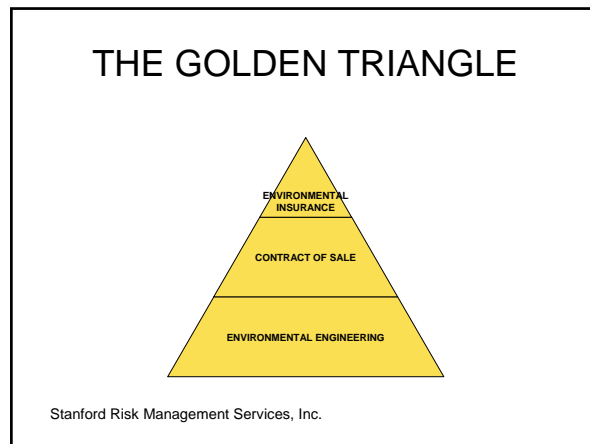 THE GOLDEN TRIANGLE
ENVIRONMENTAL
INSURANCE
CONTRACT OF SALE
ENVIRONMENTAL ENGINEERING
Stanford Risk Management Services, Inc.